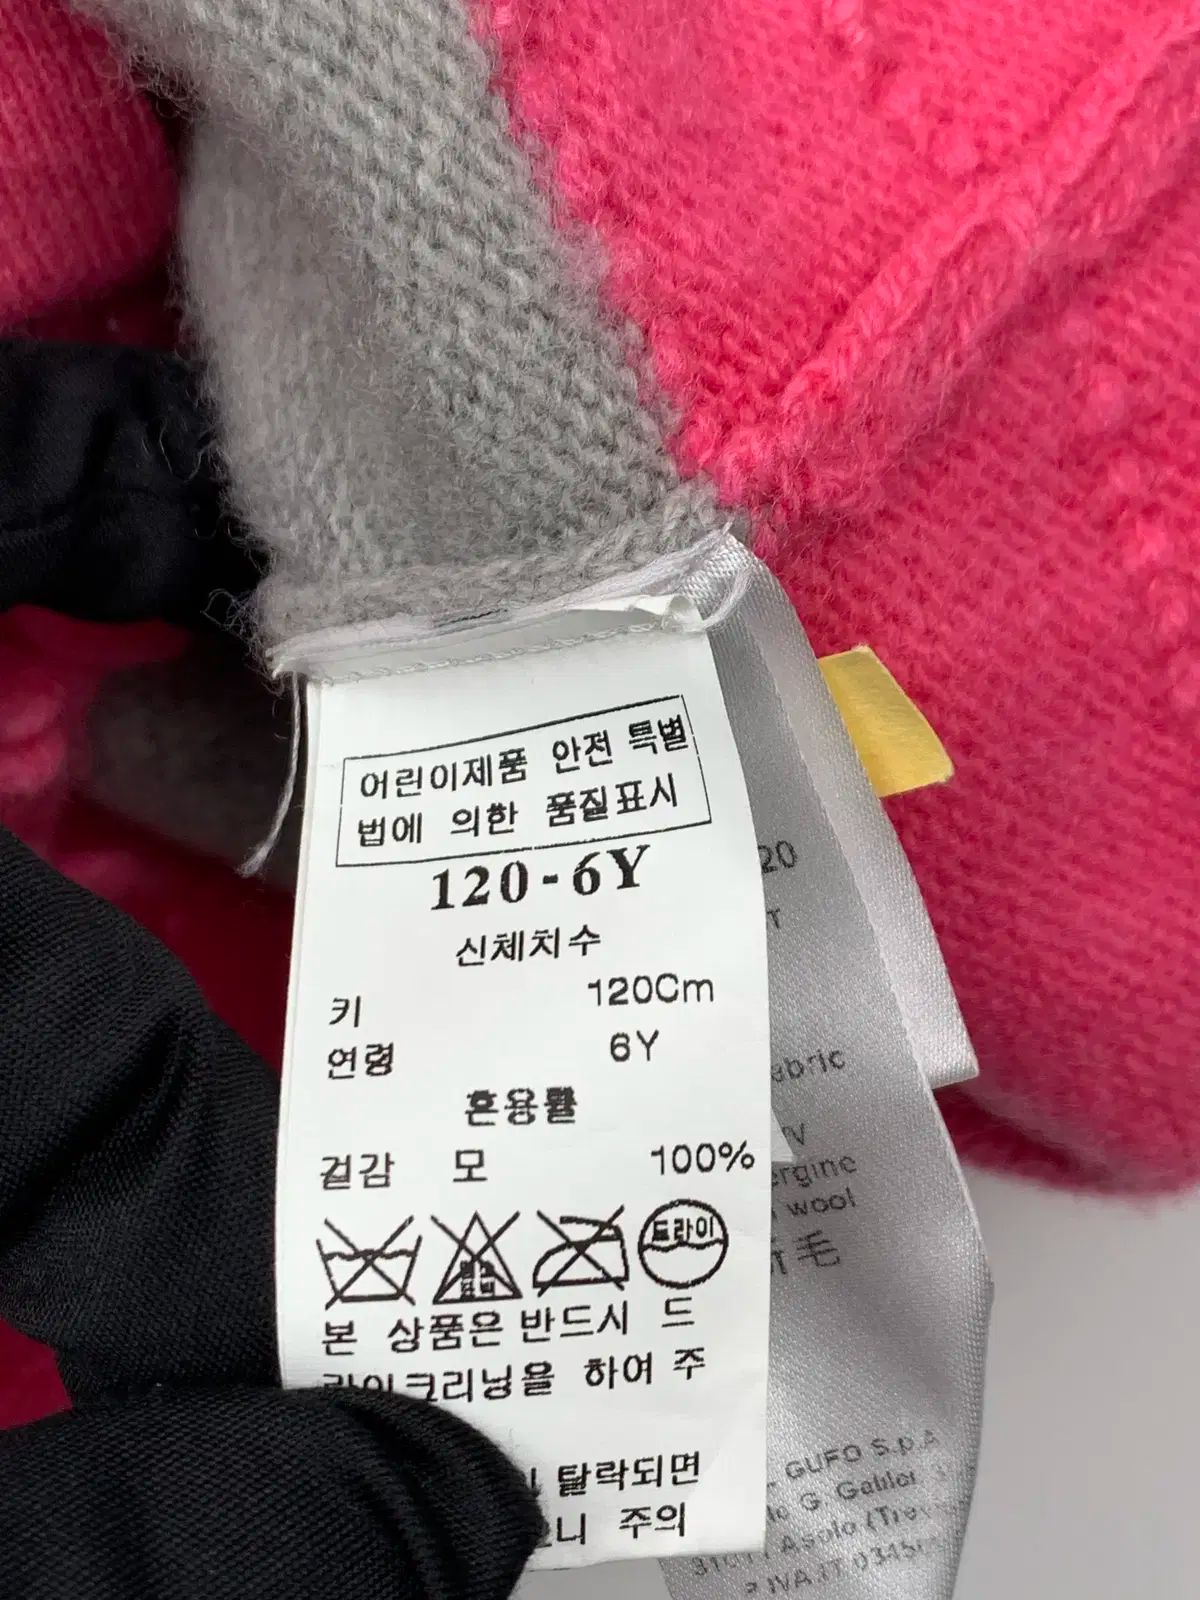 어린이제품 안전 특별
법에 의한 품질표시
120-6Y
신체치수
키 120Cm
연령 6Y
혼용률
겉감 모 100%
드라이
본 상품은 반드시 드
라이크리닝을 하여 주
탈락되면
주의
20
wool
毛
GUFO S.p.A
G. Galilei
31011 Asolo